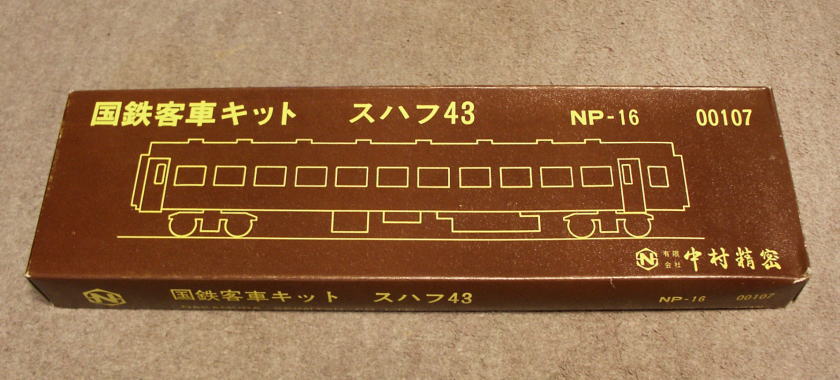 国鉄客車キット スハフ43 NP-16 00107
N 有限会社 中村精密
N 国鉄客車キット スハフ43 NP-16 00107